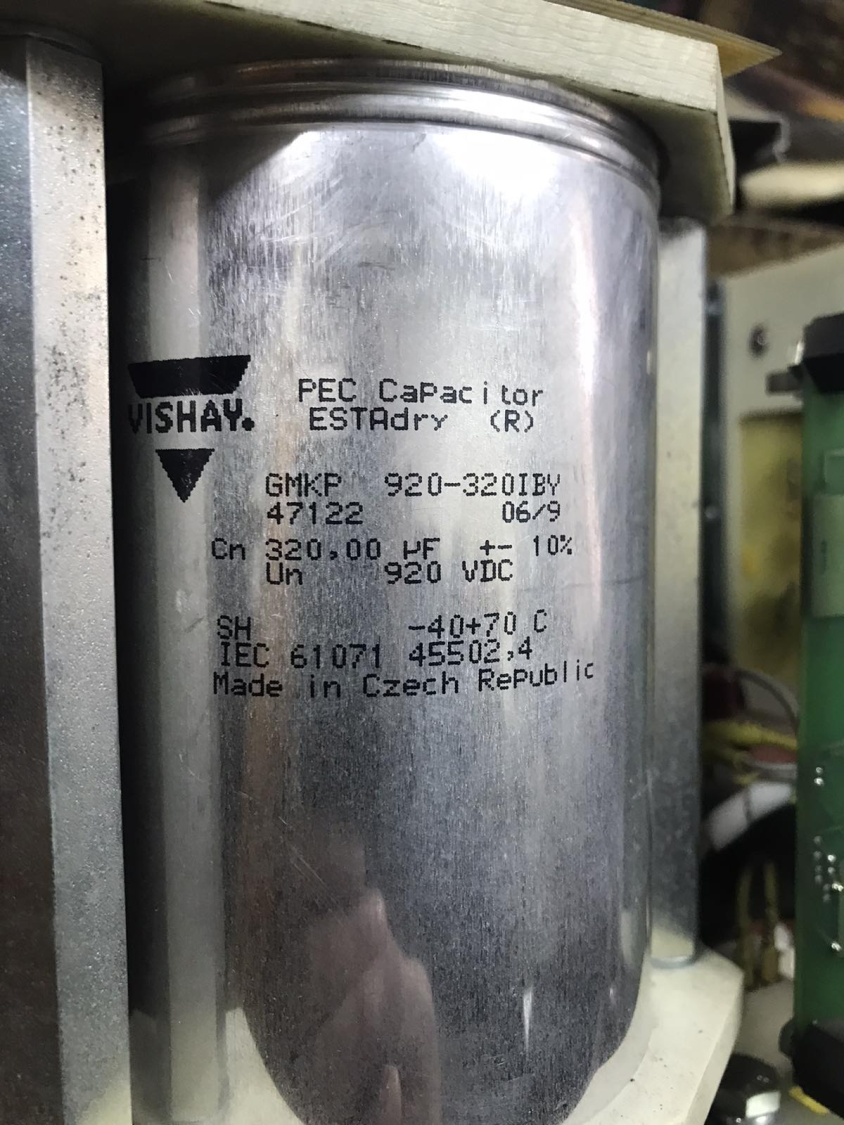 VISHAY.
PEC Capacitor
ESTAdry (R)
GMKP 920-320IBY
47122 06/9
Cn 320,00 µF +- 10%
Un 920 VDC
SH -40+70 C
IEC 61071 45502,4
Made in Czech Republic